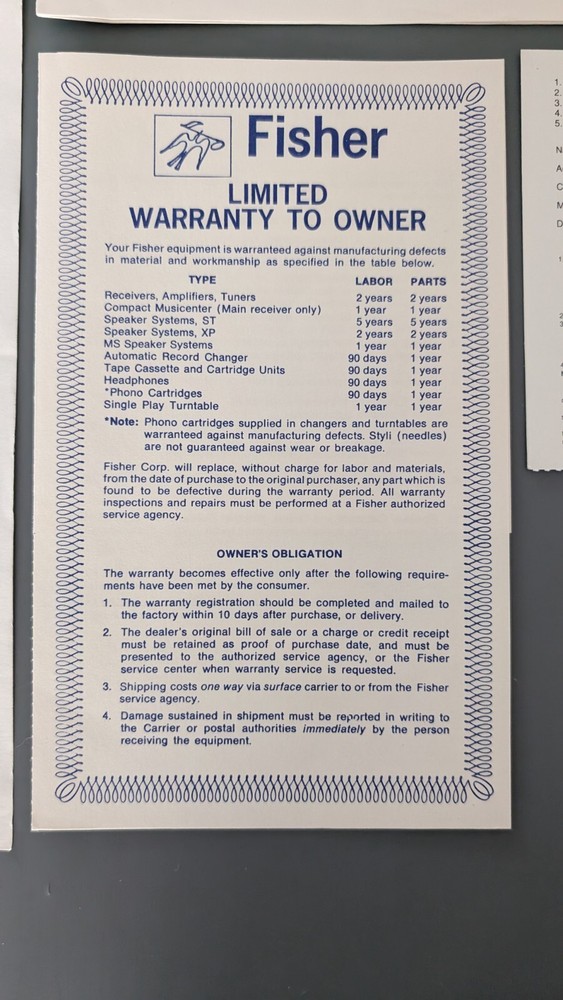 Fisher
LIMITED
WARRANTY TO OWNER
Your Fisher equipment is warranteed against manufacturing defects
in material and workmanship as specified in the table below.
TYPE LABOR PARTS
Receivers, Amplifiers, Tuners 2 years 2 years
Compact Musicenter (Main receiver only) 1 year 1 year
Speaker Systems, ST 5 years 5 years
Speaker Systems, XP 2 years 2 years
MS Speaker Systems 1 year 1 year
Automatic Record Changer 90 days 1 year
Tape Cassette and Cartridge Units 90 days 1 year
Headphones 90 days 1 year
*Phono Cartridges 90 days 1 year
Single Play Turntable 1 year 1 year
*Note: Phono cartridges supplied in changers and turntables are
warranteed against manufacturing defects. Styli (needles)
are not guaranteed against wear or breakage.
Fisher Corp. will replace, without charge for labor and materials,
from the date of purchase to the original purchaser, any part which is
found to be defective during the warranty period. All warranty
inspections and repairs must be performed at a Fisher authorized
service agency.
OWNER'S OBLIGATION
The warranty becomes effective only after the following require-
ments have been met by the consumer.
1. The warranty registration should be completed and mailed to
the factory within 10 days after purchase, or delivery.
2. The dealer's original bill of sale or a charge or credit receipt
must be retained as proof of purchase date, and must be
presented to the authorized service agency, or the Fisher
service center when warranty service is requested.
3. Shipping costs one way via surface carrier to or from the Fisher
service agency.
4. Damage sustained in shipment must be reported in writing to
the Carrier or postal authorities immediately by the person
receiving the equipment.
1.
2.
3.
4.
5.